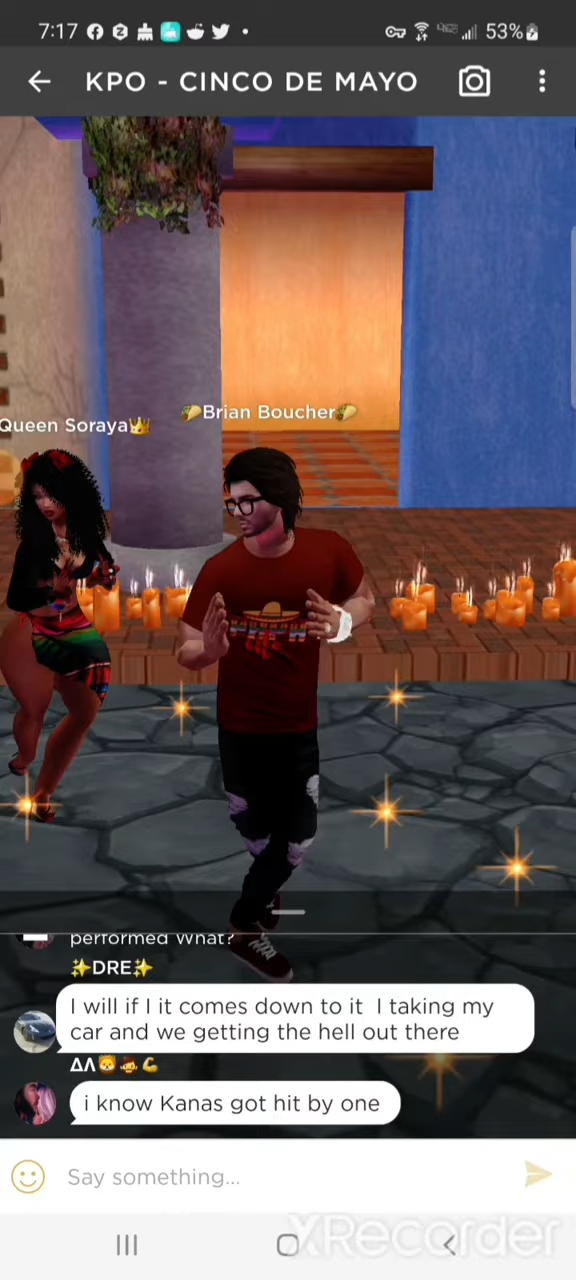 7:17
53%
KPO - CINCO DE MAYO
🌮Brian Boucher🌮
Queen Soraya👑
performed What?
✨DRE✨
I will if I it comes down to it I taking my
car and we getting the hell out there
ΔΛ🦁🤠💪
i know Kanas got hit by one
Say something...
XRecorder